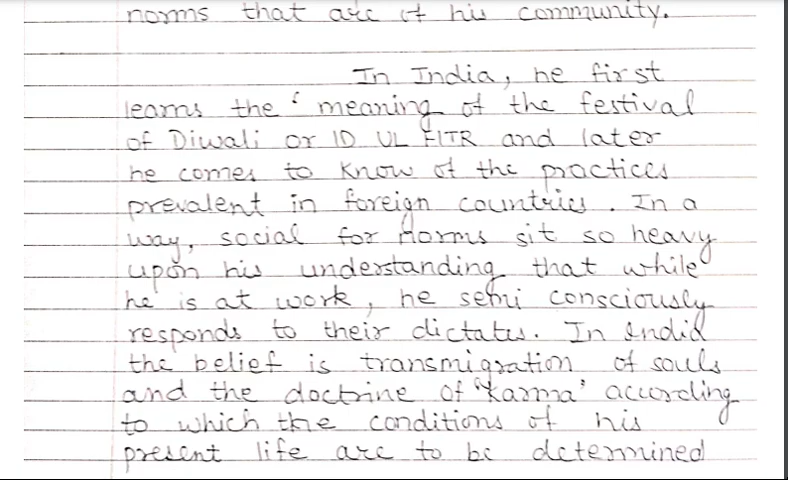 norms that are of his community.
In India, he first
learns the ' meaning of the festival
of Diwali or ID UL FITR and later
he comes to know of the practices
prevalent in foreign countries. In a
way, social for norms sit so heavy
upon his understanding that while
he is at work, he semi consciously
responds to their dictates. In India
the belief is transmigration of souls
and the doctrine of "karma" according
to which the conditions of his
present life are to be determined